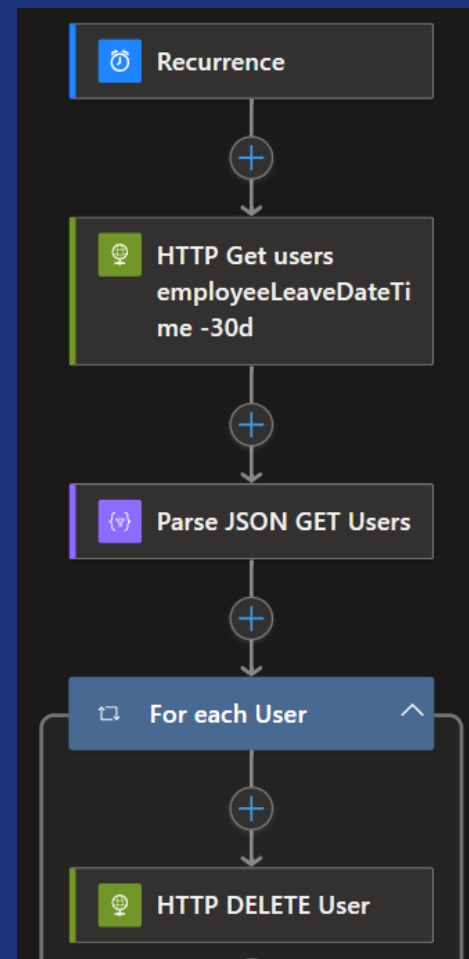 Recurrence
HTTP Get users
employeeLeaveDateTi
me -30d
Parse JSON GET Users
For each User
HTTP DELETE User